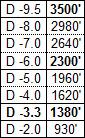 D -9.5 3500'
D -8.0 2980'
D -7.0 2640'
D -6.0 2300'
D -5.0 1960'
D -4.0 1620'
D -3.3 1380'
D -2.0 930'